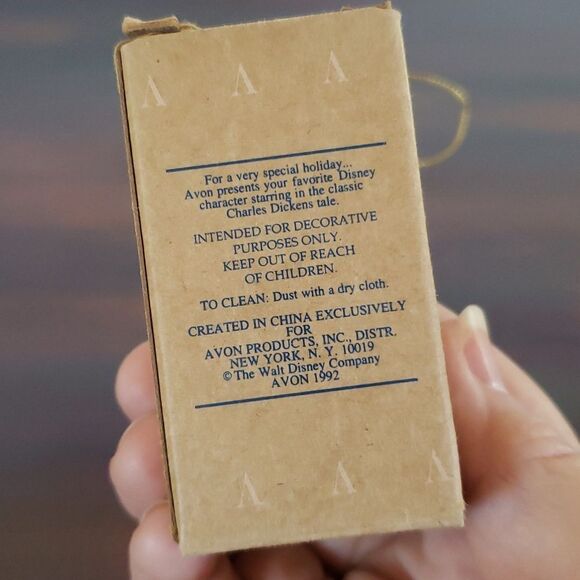 For a very special holiday...
Avon presents your favorite Disney
character starring in the classic
Charles Dickens tale.
INTENDED FOR DECORATIVE
PURPOSES ONLY.
KEEP OUT OF REACH
OF CHILDREN.
TO CLEAN: Dust with a dry cloth.
CREATED IN CHINA EXCLUSIVELY
FOR
AVON PRODUCTS, INC., DISTR.
NEW YORK, N. Y. 10019
© The Walt Disney Company
AVON 1992